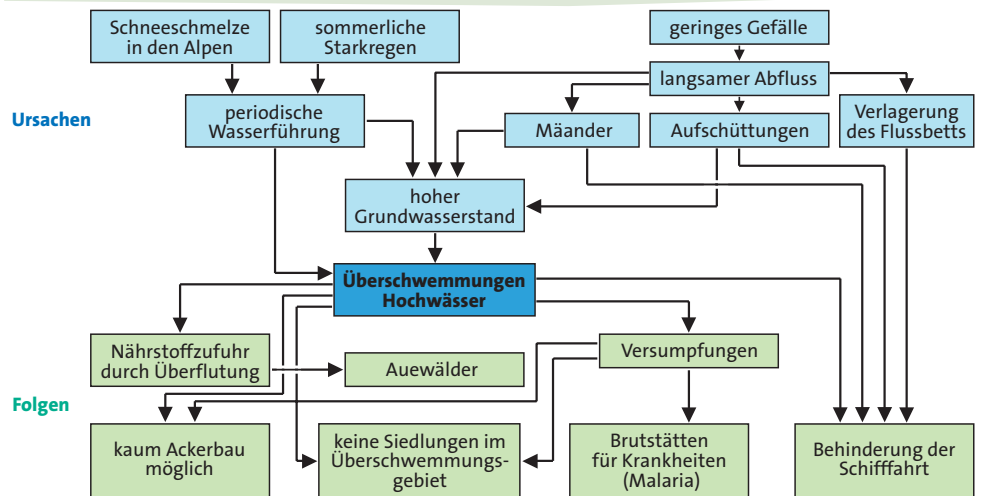 Schneeschmelze
in den Alpen
sommerliche
Starkregen
geringes Gefälle
langsamer Abfluss
Ursachen
periodische
Wasserführung
Mäander
Aufschüttungen
Verlagerung
des Flussbetts
hoher
Grundwasserstand
Überschwemmungen
Hochwässer
Nährstoffzufuhr
durch Überflutung
Auewälder
Versumpfungen
Folgen
kaum Ackerbau
möglich
keine Siedlungen im
Überschwemmungs-
gebiet
Brutstätten
für Krankheiten
(Malaria)
Behinderung der
Schifffahrt